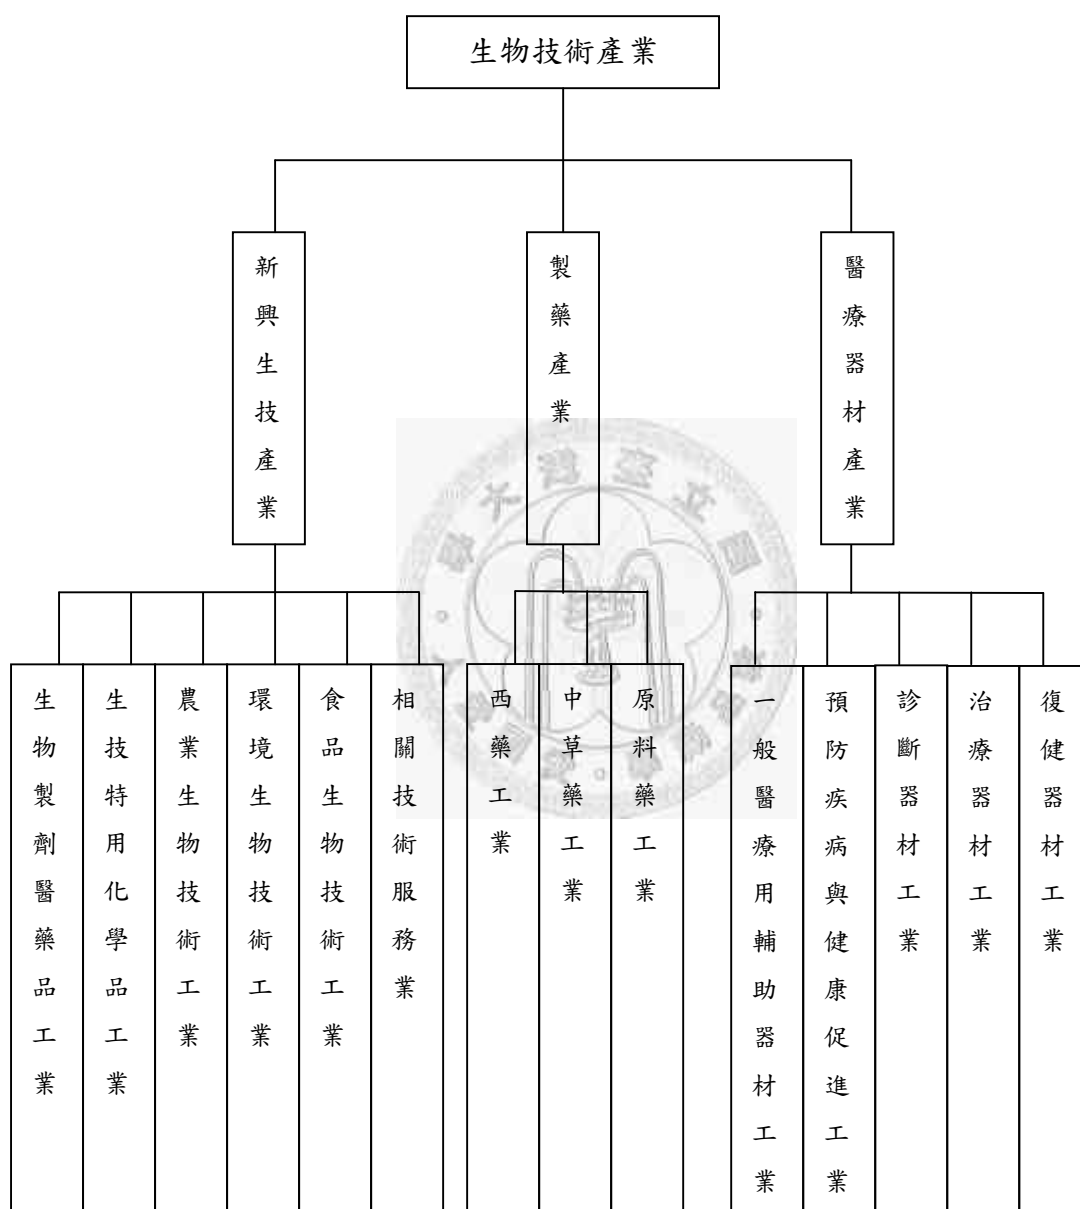 生物技術產業
新興生技產業
製藥產業
醫療器材產業
生物製劑醫藥品工業
生技特用化學品工業
農業生物技術工業
環境生物技術工業
食品生物技術工業
相關技術服務業
西藥工業
中草藥工業
原料藥工業
一般醫療用輔助器材工業
預防疾病與健康促進工業
診斷器材工業
治療器材工業
復健器材工業